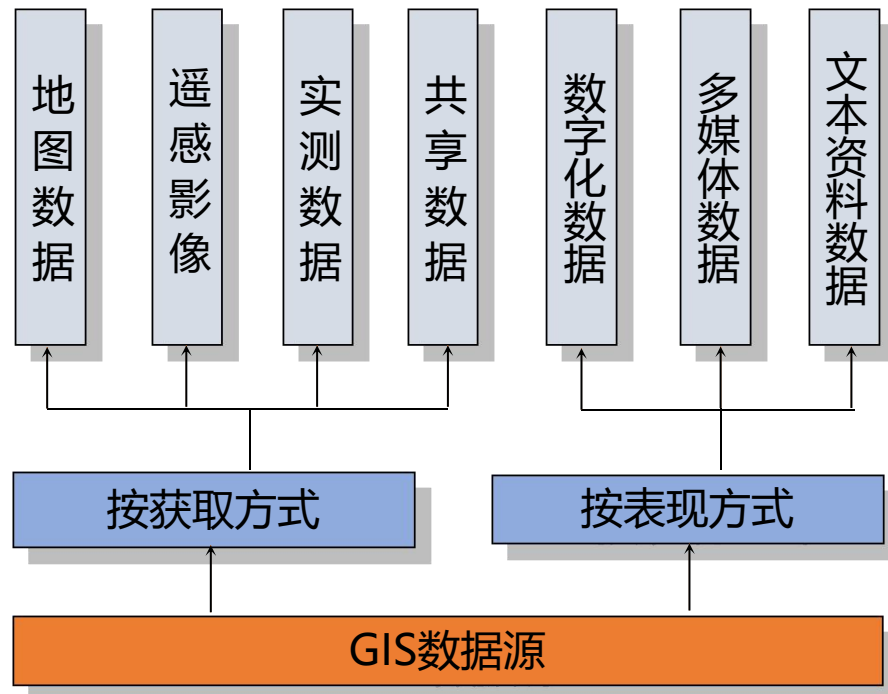 地图数据
遥感影像
实测数据
共享数据
数字化数据
多媒体数据
文本资料数据
按获取方式
按表现方式
GIS数据源